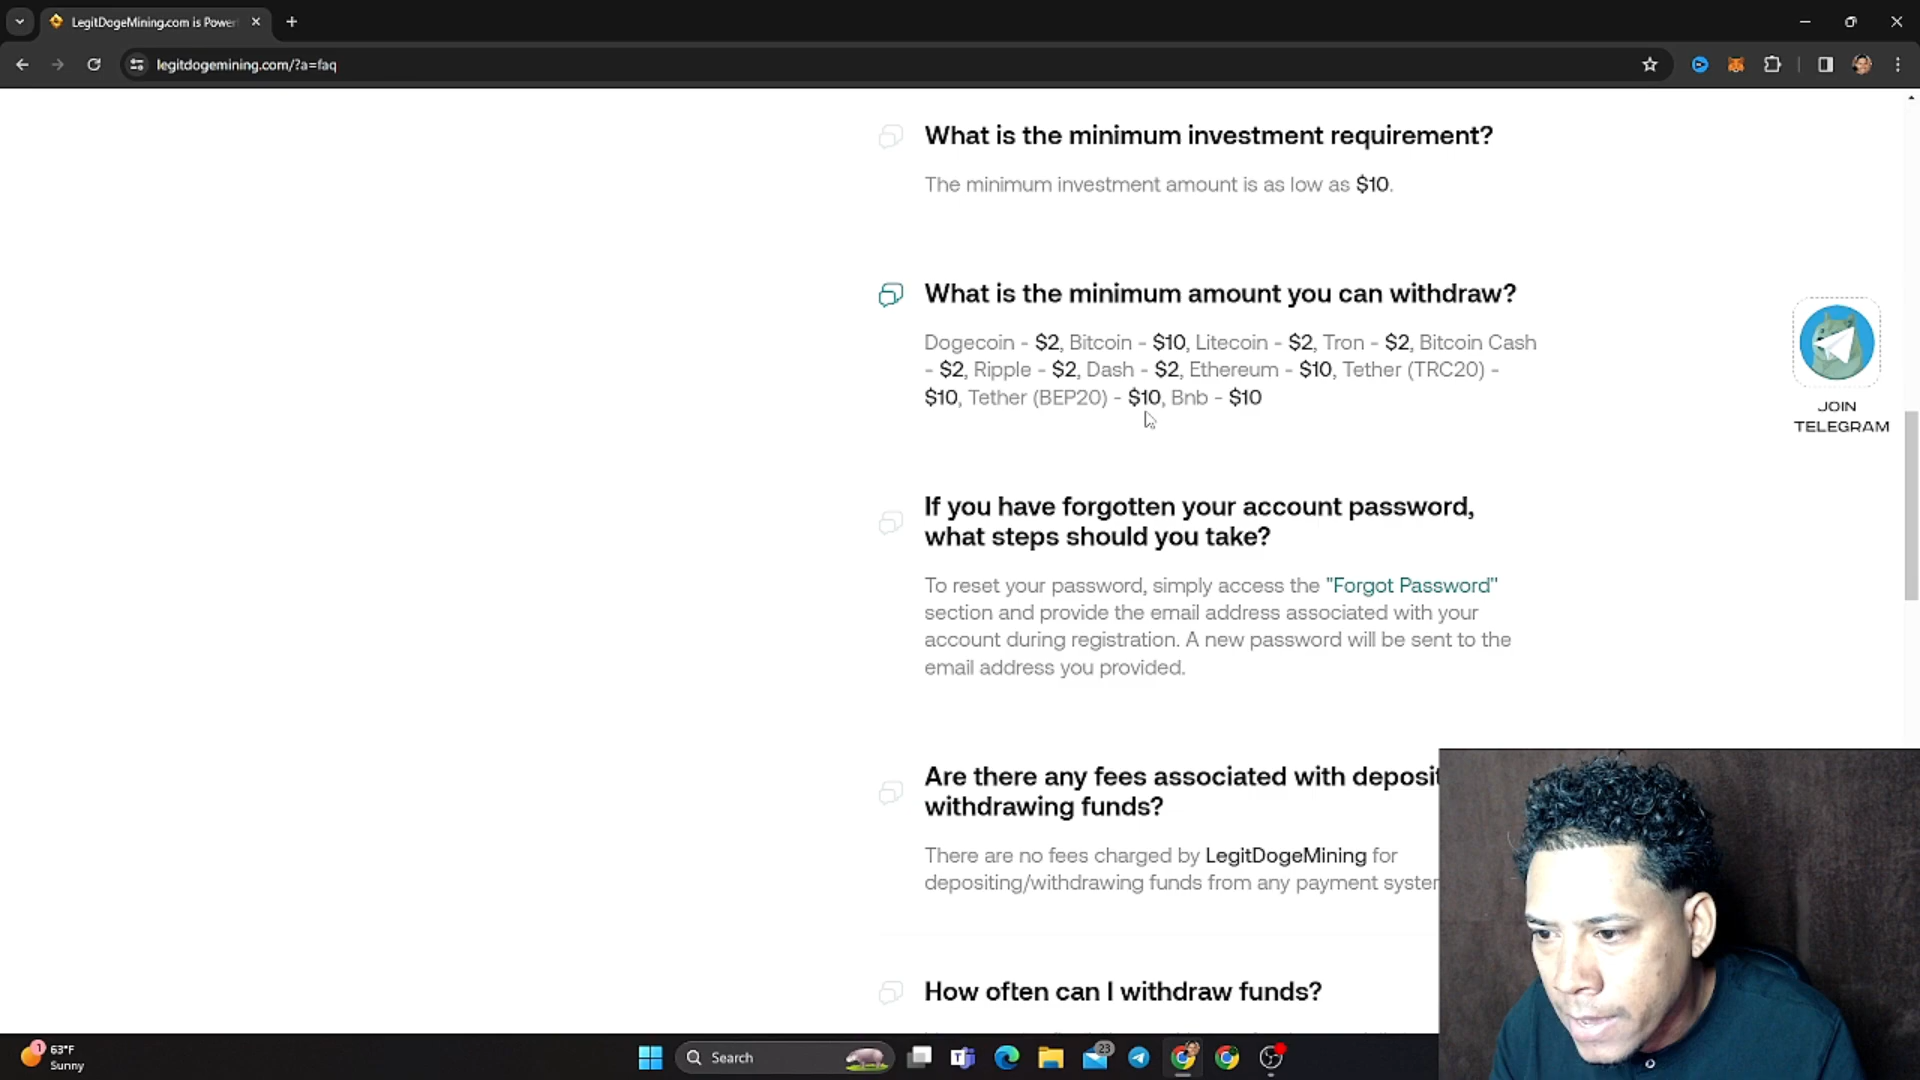 LegitDogeMining.com is Power
legitdogemining.com/?a=faq
What is the minimum investment requirement?
The minimum investment amount is as low as $10.
What is the minimum amount you can withdraw?
Dogecoin - $2, Bitcoin - $10, Litecoin - $2, Tron - $2, Bitcoin Cash
- $2, Ripple - $2, Dash - $2, Ethereum - $10, Tether (TRC20) -
$10, Tether (BEP20) - $10, Bnb - $10
JOIN
TELEGRAM
If you have forgotten your account password,
what steps should you take?
To reset your password, simply access the "Forgot Password"
section and provide the email address associated with your
account during registration. A new password will be sent to the
email address you provided.
Are there any fees associated with deposit
withdrawing funds?
There are no fees charged by LegitDogeMining for
depositing/withdrawing funds from any payment system
How often can I withdraw funds?
1
63°F
Sunny
Search
23